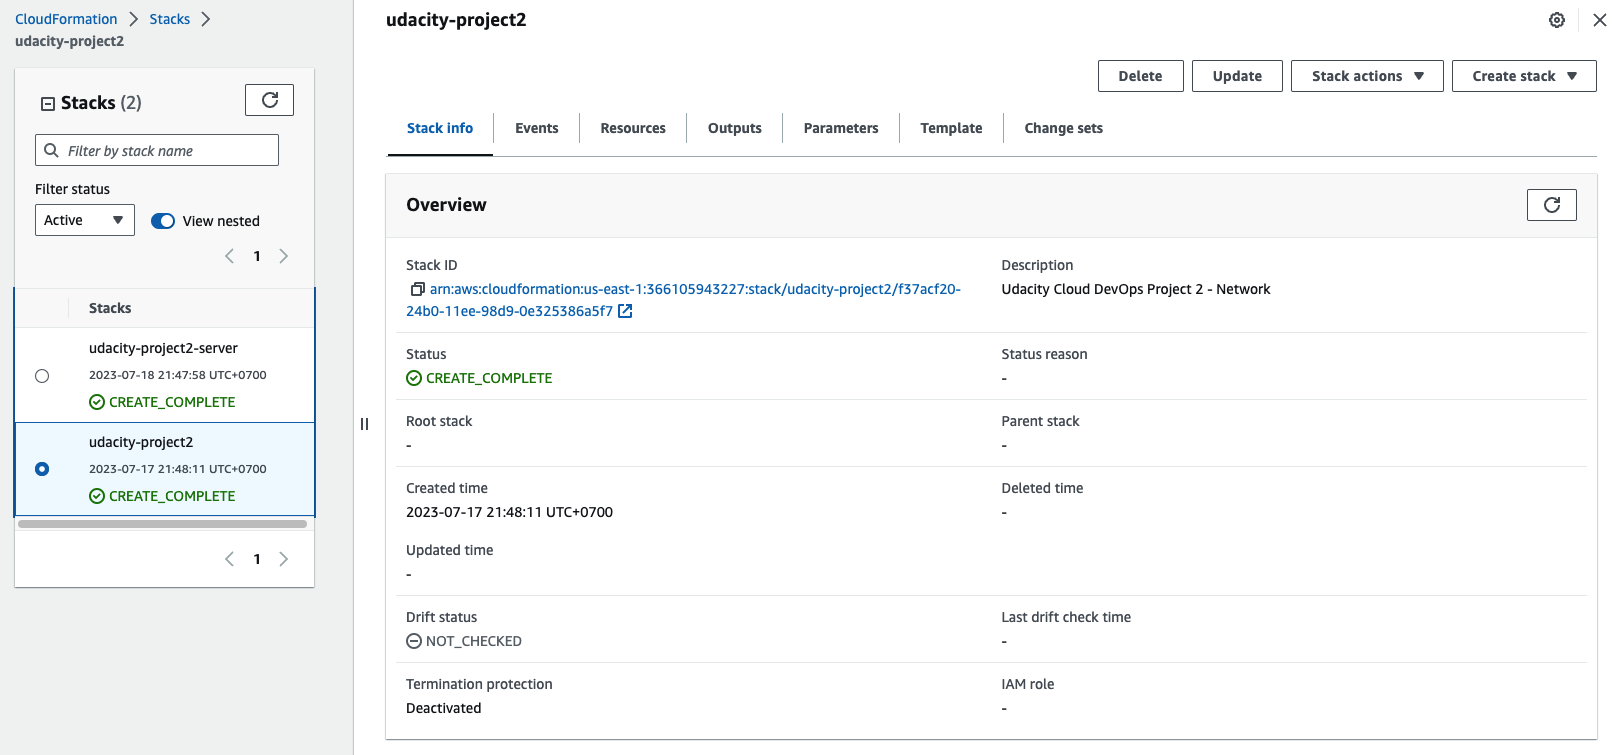 CloudFormation
Stacks
udacity-project2
Stacks (2)
Filter by stack name
Filter status
Active
View nested
1
Stacks
udacity-project2-server
2023-07-18 21:47:58 UTC+0700
CREATE_COMPLETE
udacity-project2
2023-07-17 21:48:11 UTC+0700
CREATE_COMPLETE
1
udacity-project2
Delete
Update
Stack actions
Create stack
Stack info
Events
Resources
Outputs
Parameters
Template
Change sets
Overview
Stack ID
arn:aws:cloudformation:us-east-1:366105943227:stack/udacity-project2/f37acf20-
24b0-11ee-98d9-0e325386a5f7
Description
Udacity Cloud DevOps Project 2 - Network
Status
CREATE_COMPLETE
Status reason
-
Root stack
-
Parent stack
-
Created time
2023-07-17 21:48:11 UTC+0700
Deleted time
-
Updated time
-
Drift status
NOT_CHECKED
Last drift check time
-
Termination protection
Deactivated
IAM role
-